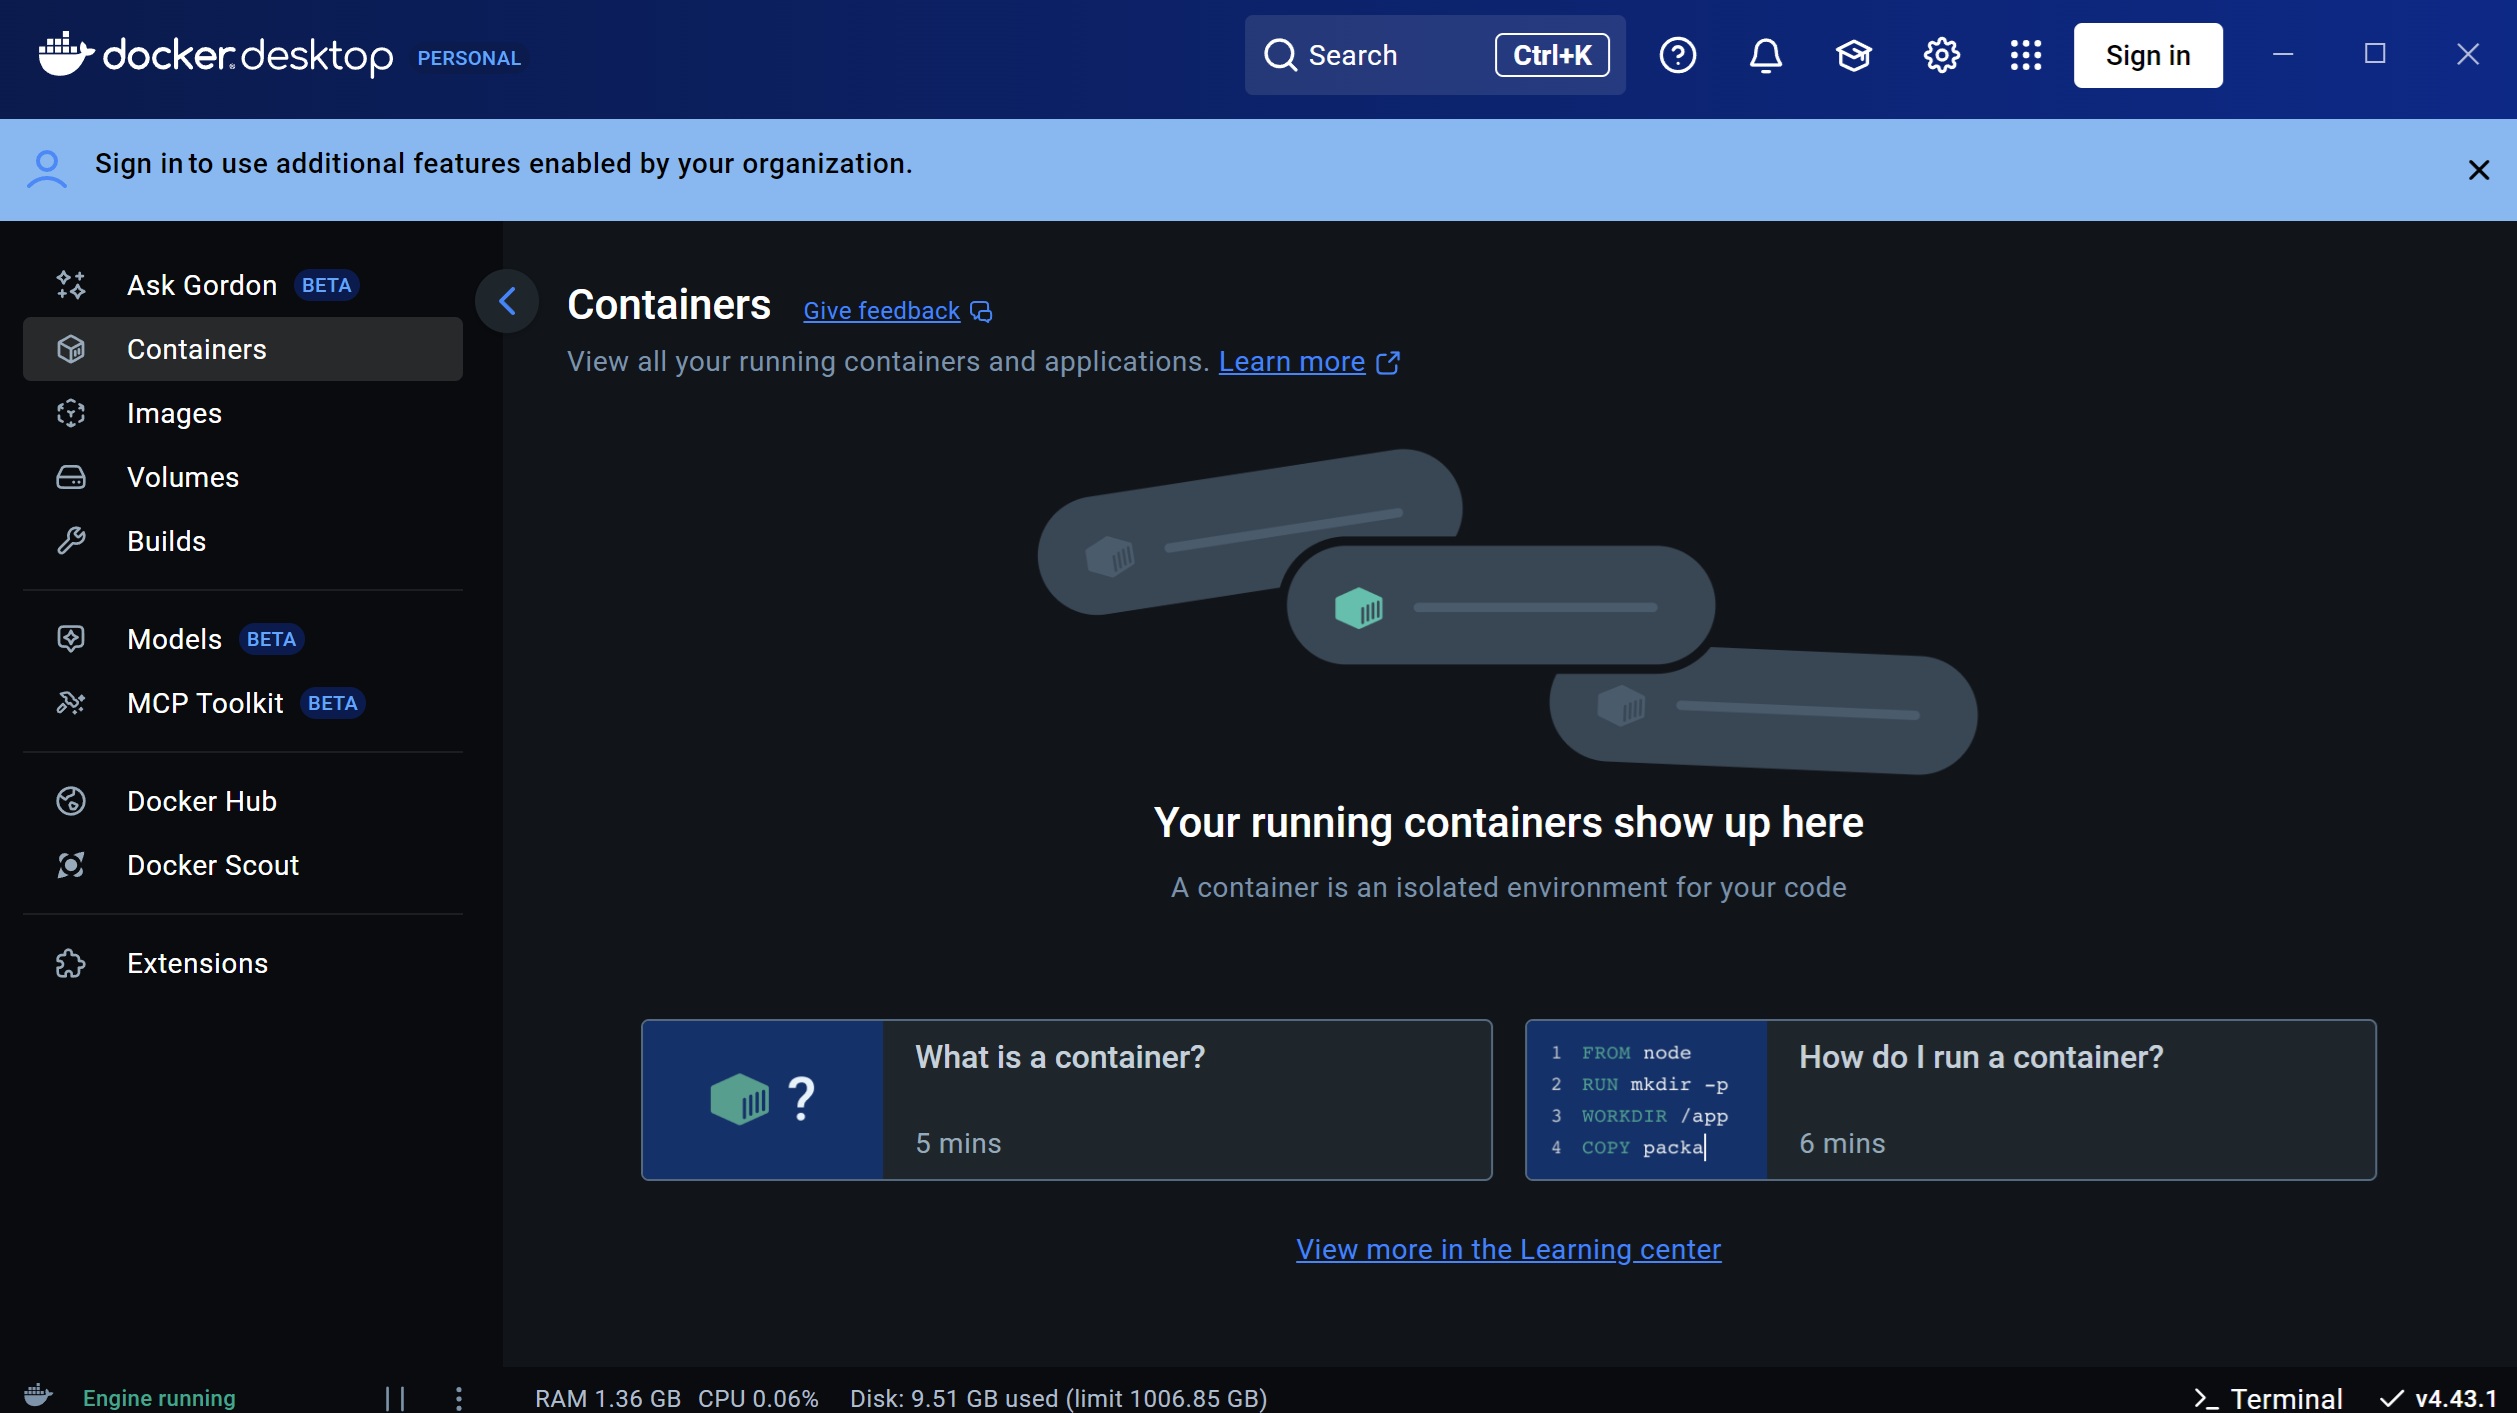 docker desktop PERSONAL
Search Ctrl+K
Sign in
Sign in to use additional features enabled by your organization.
Ask Gordon BETA
Containers
Images
Volumes
Builds
Models BETA
MCP Toolkit BETA
Docker Hub
Docker Scout
Extensions
Containers Give feedback
View all your running containers and applications. Learn more
Your running containers show up here
A container is an isolated environment for your code
?
What is a container?
5 mins
1 FROM node
2 RUN mkdir -p
3 WORKDIR /app
4 COPY packa
How do I run a container?
6 mins
View more in the Learning center
Engine running
RAM 1.36 GB CPU 0.06% Disk: 9.51 GB used (limit 1006.85 GB)
>_ Terminal
v4.43.1